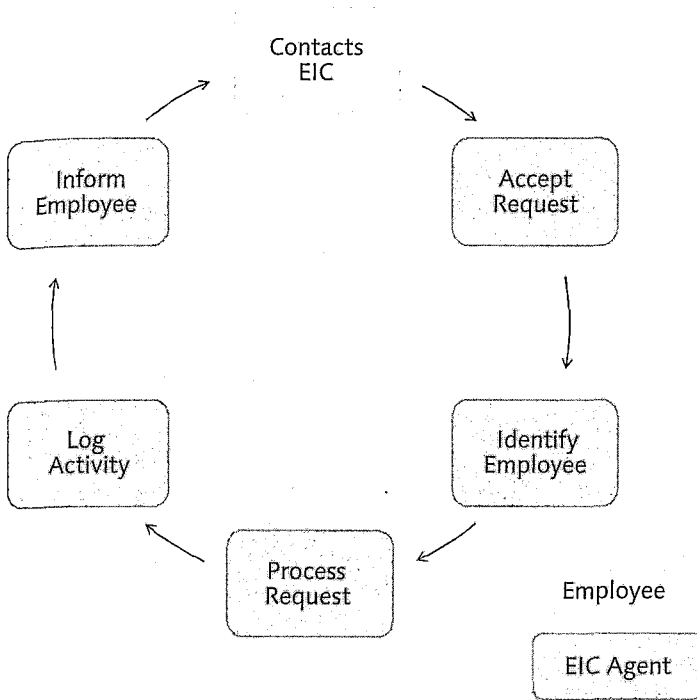 Contacts
EIC
Accept
Request
Identify
Employee
Process
Request
Log
Activity
Inform
Employee
Employee
EIC Agent